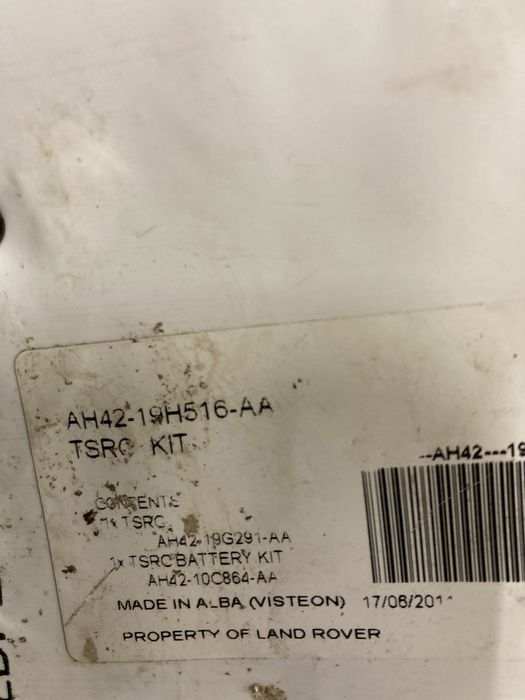 AH42-19H516-AA
TSRC KIT
--AH42---19
CONTENTS
1x TSRC
AH42-19G291-AA
1x TSRC BATTERY KIT
AH42-10C864-AA
MADE IN ALBA (VISTEON) 17/06/2011
PROPERTY OF LAND ROVER